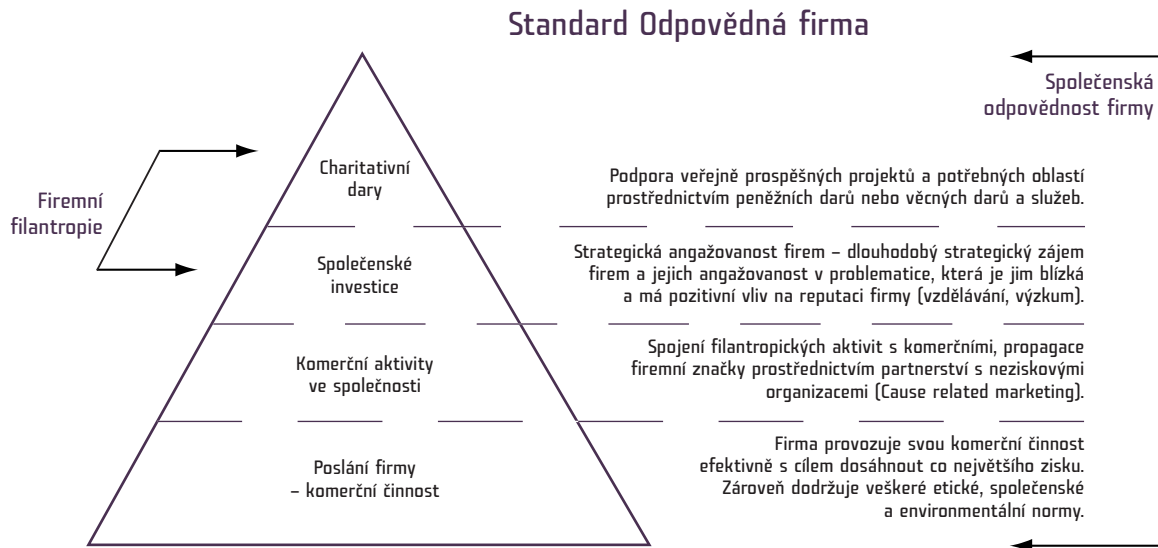 Standard Odpovědná firma
Společenská
odpovědnost firmy
Firemní
filantropie
Charitativní
dary
Podpora veřejně prospěšných projektů a potřebných oblastí
prostřednictvím peněžních darů nebo věcných darů a služeb.
Společenské
investice
Strategická angažovanost firem – dlouhodobý strategický zájem
firem a jejich angažovanost v problematice, která je jim blízká
a má pozitivní vliv na reputaci firmy (vzdělávání, výzkum).
Komerční aktivity
ve společnosti
Spojení filantropických aktivit s komerčními, propagace
firemní značky prostřednictvím partnerství s neziskovými
organizacemi (Cause related marketing).
Poslání firmy
– komerční činnost
Firma provozuje svou komerční činnost
efektivně s cílem dosáhnout co největšího zisku.
Zároveň dodržuje veškeré etické, společenské
a environmentální normy.